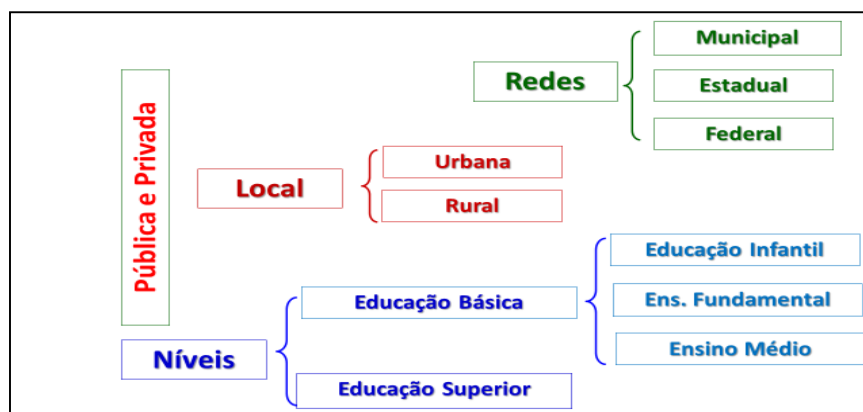 Municipal
Redes
Estadual
Federal
Pública e Privada
Urbana
Local
Rural
Educação Infantil
Educação Básica
Ens. Fundamental
Níveis
Ensino Médio
Educação Superior